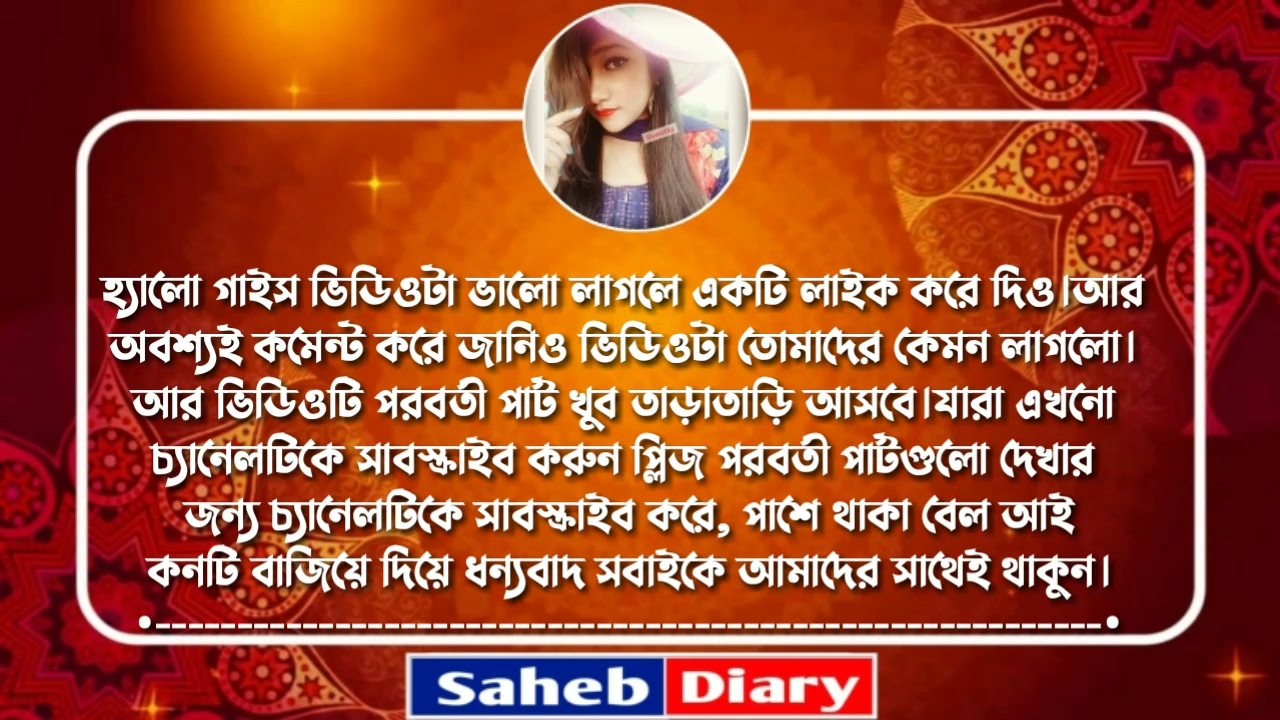 হ্যালো গাইস ভিডিওটা ভালো লাগলে একটি লাইক করে দিও।আর
অবশ্যই কমেন্ট করে জানিও ভিডিওটা তোমাদের কেমন লাগলো।
আর ভিডিওটি পরবর্তী পার্ট খুব তাড়াতাড়ি আসবে।যারা এখনো
চ্যানেলটিকে সাবস্ক্রাইব করুন প্লিজ পরবর্তী পার্টগুলো দেখার
জন্য চ্যানেলটিকে সাবস্ক্রাইব করে, পাশে থাকা বেল আই
কনটি বাজিয়ে দিয়ে ধন্যবাদ সবাইকে আমাদের সাথেই থাকুন।
Saheb Diary